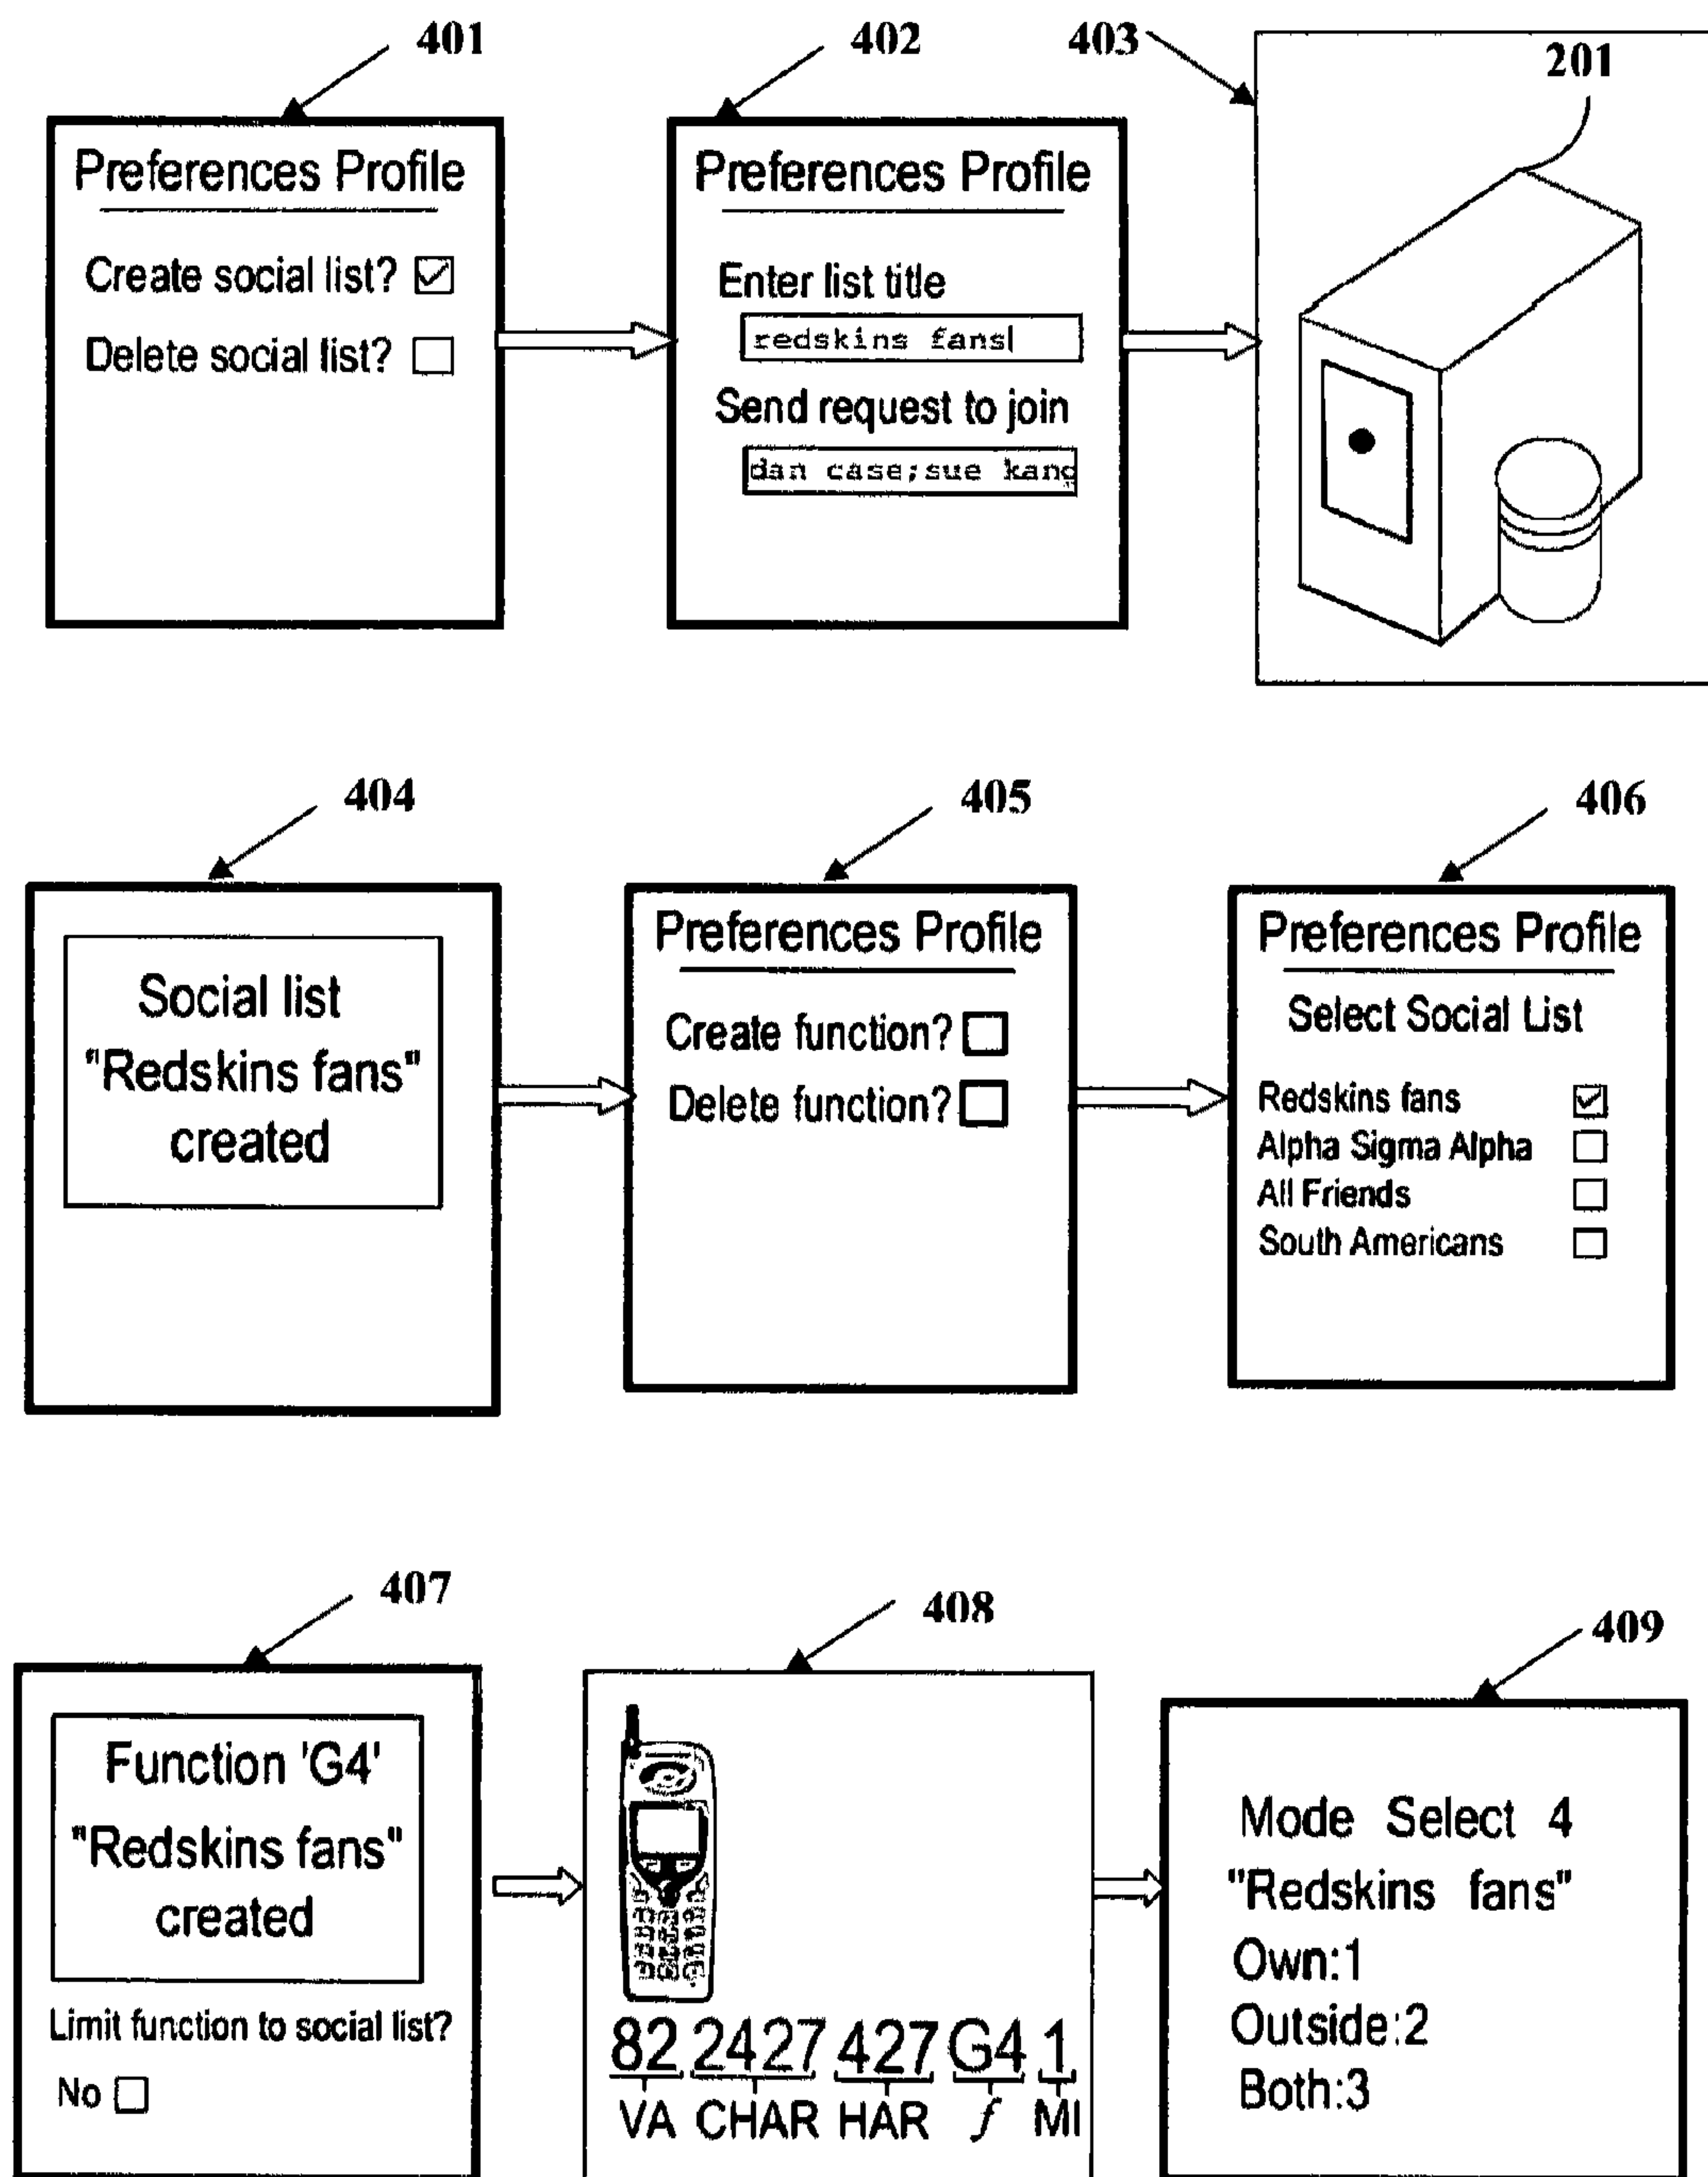 401
402
403
201
Preferences Profile
Create social list?
Delete social list?
Preferences Profile
Enter list title
redskins fans
Send request to join
dan case;sue kang
404
405
406
Social list
"Redskins fans"
created
Preferences Profile
Create function?
Delete function?
Preferences Profile
Select Social List
Redskins fans
Alpha Sigma Alpha
All Friends
South Americans
407
408
409
Function 'G4'
"Redskins fans"
created
Limit function to social list?
No
82 2427 427 G4 1
VA CHAR HAR f MI
Mode Select 4
"Redskins fans"
Own:1
Outside:2
Both:3